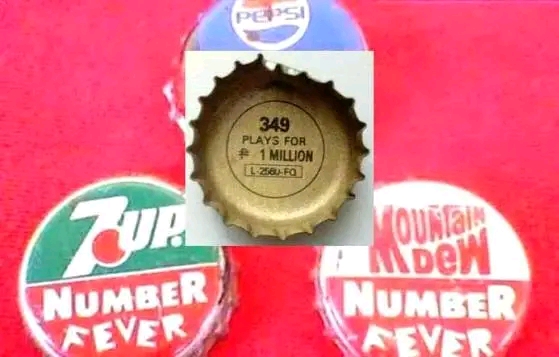 PEPSI
349
PLAYS FOR
₱ 1 MILLION
L-2560-FQ
7UP.
NUMBER
FEVER
MOUNTAIN
DEW
NUMBER
FEVER